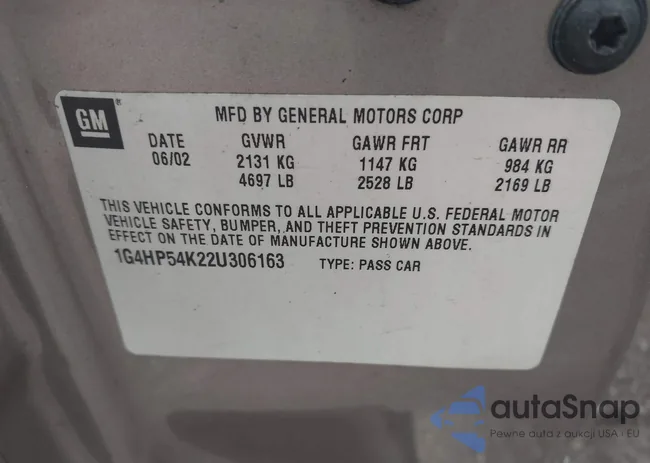 GM®
MFD BY GENERAL MOTORS CORP
DATE GVWR GAWR FRT GAWR RR
06/02 2131 KG 1147 KG 984 KG
4697 LB 2528 LB 2169 LB
THIS VEHICLE CONFORMS TO ALL APPLICABLE U.S. FEDERAL MOTOR
VEHICLE SAFETY, BUMPER, AND THEFT PREVENTION STANDARDS IN
EFFECT ON THE DATE OF MANUFACTURE SHOWN ABOVE.
1G4HP54K22U306163 TYPE: PASS CAR
autaSnap
Pewne auta z aukcji USA i EU